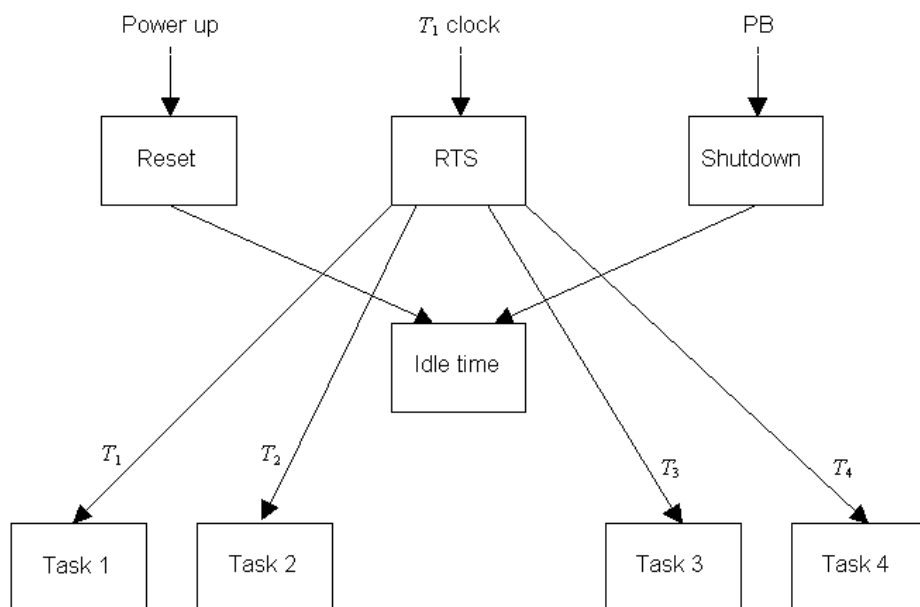 Power up
T₁ clock
PB
Reset
RTS
Shutdown
Idle time
T₁
T₂
T₃
T₄
Task 1
Task 2
Task 3
Task 4